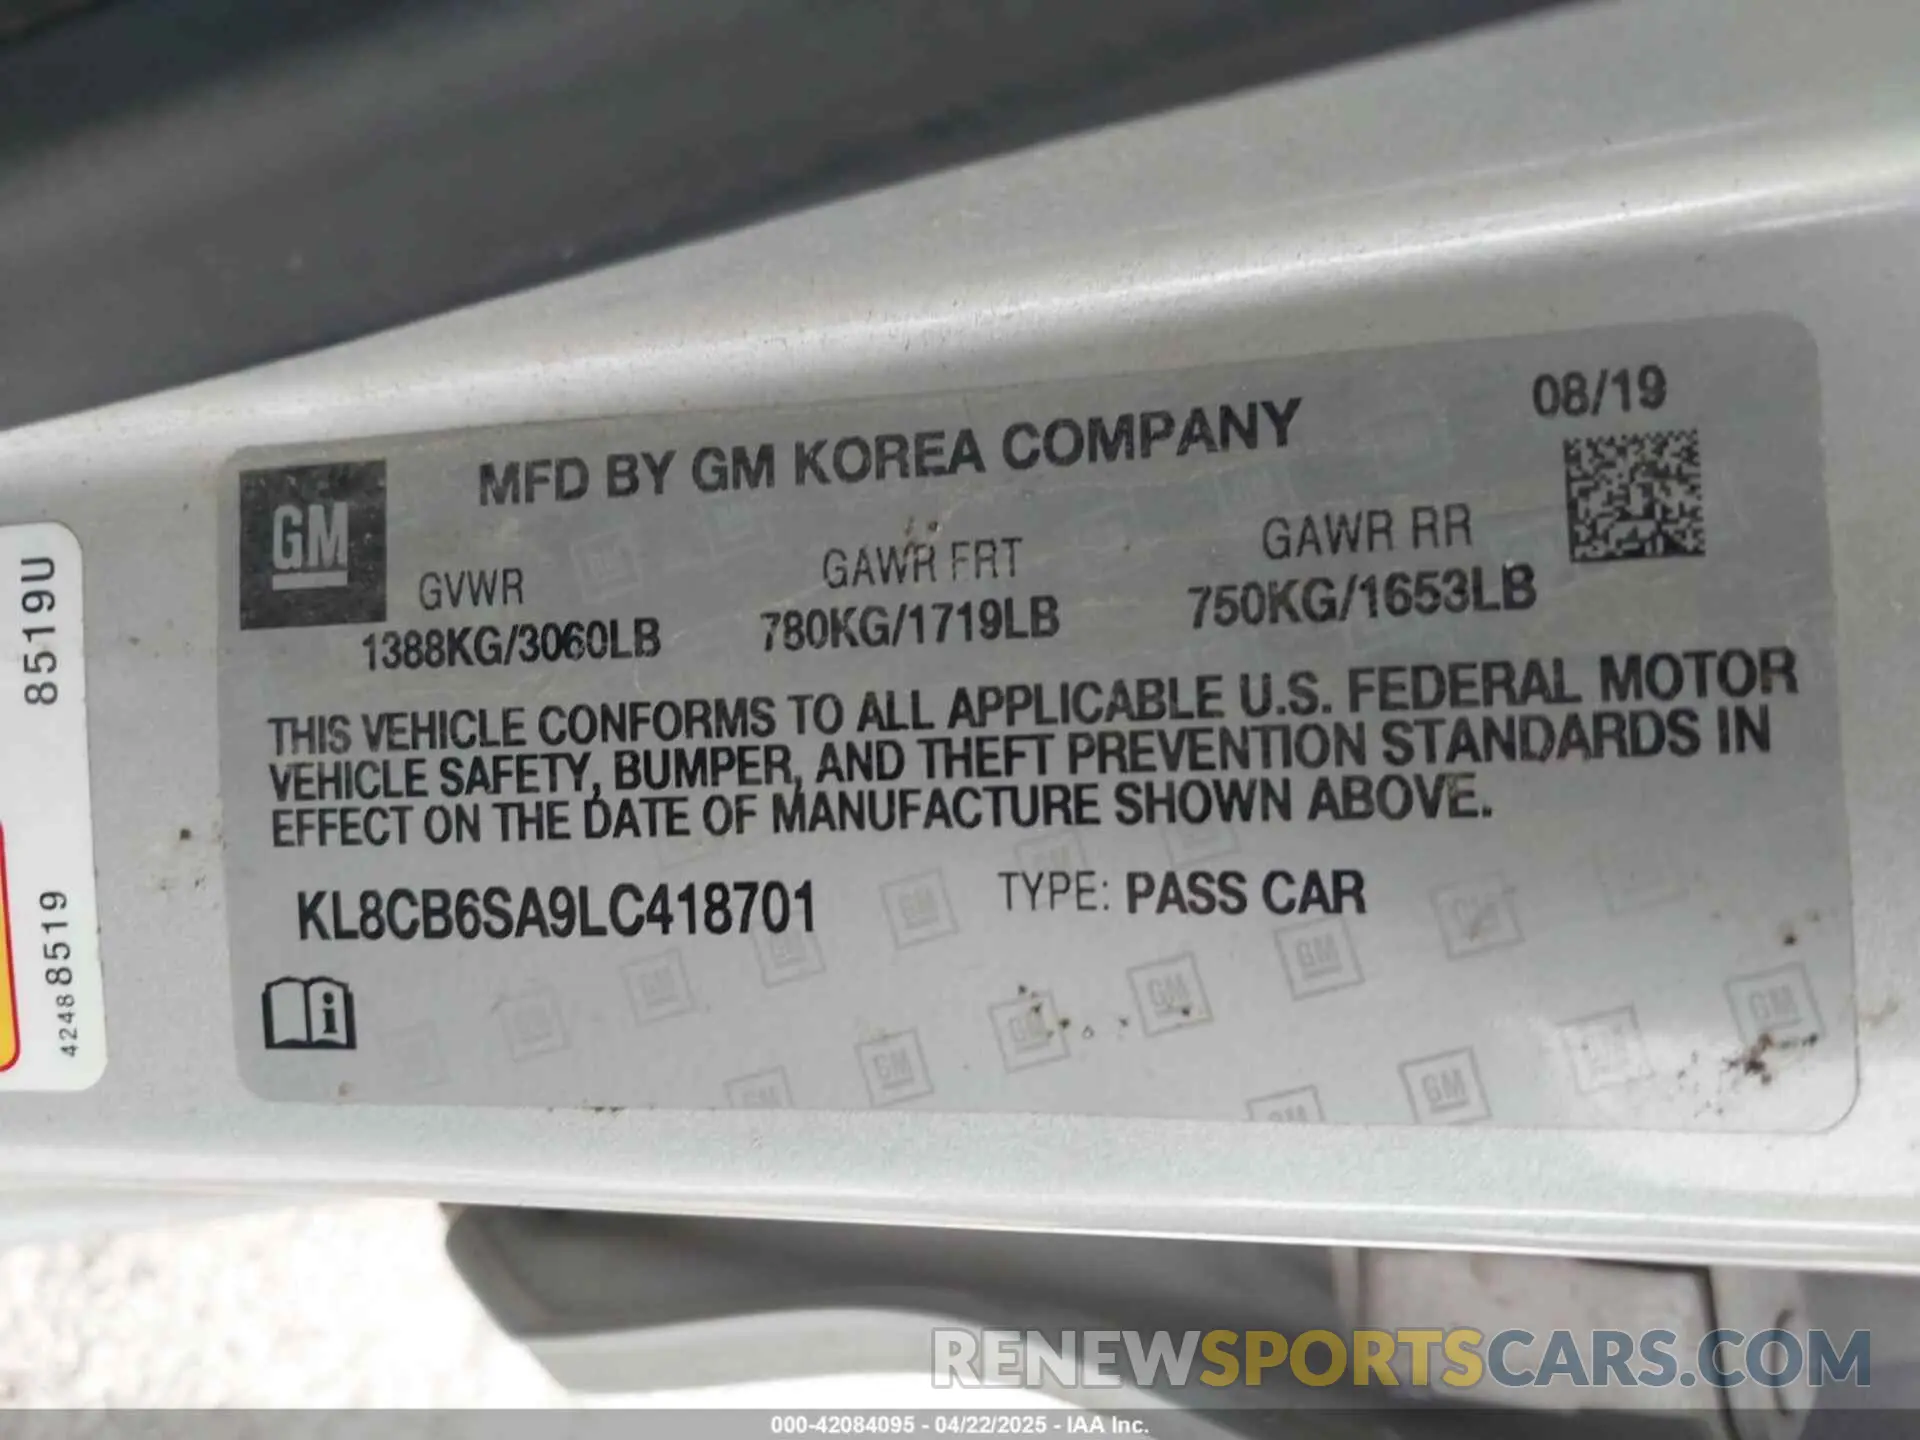 08/19
MFD BY GM KOREA COMPANY
GM
GVWR GAWR FRT GAWR RR
1388KG/3060LB 780KG/1719LB 750KG/1653LB
THIS VEHICLE CONFORMS TO ALL APPLICABLE U.S. FEDERAL MOTOR
VEHICLE SAFETY, BUMPER, AND THEFT PREVENTION STANDARDS IN
EFFECT ON THE DATE OF MANUFACTURE SHOWN ABOVE.
KL8CB6SA9LC418701 TYPE: PASS CAR
8519U
42488519
RENEWSPORTSCARS.COM
000-42084095 - 04/22/2025 - IAA Inc.